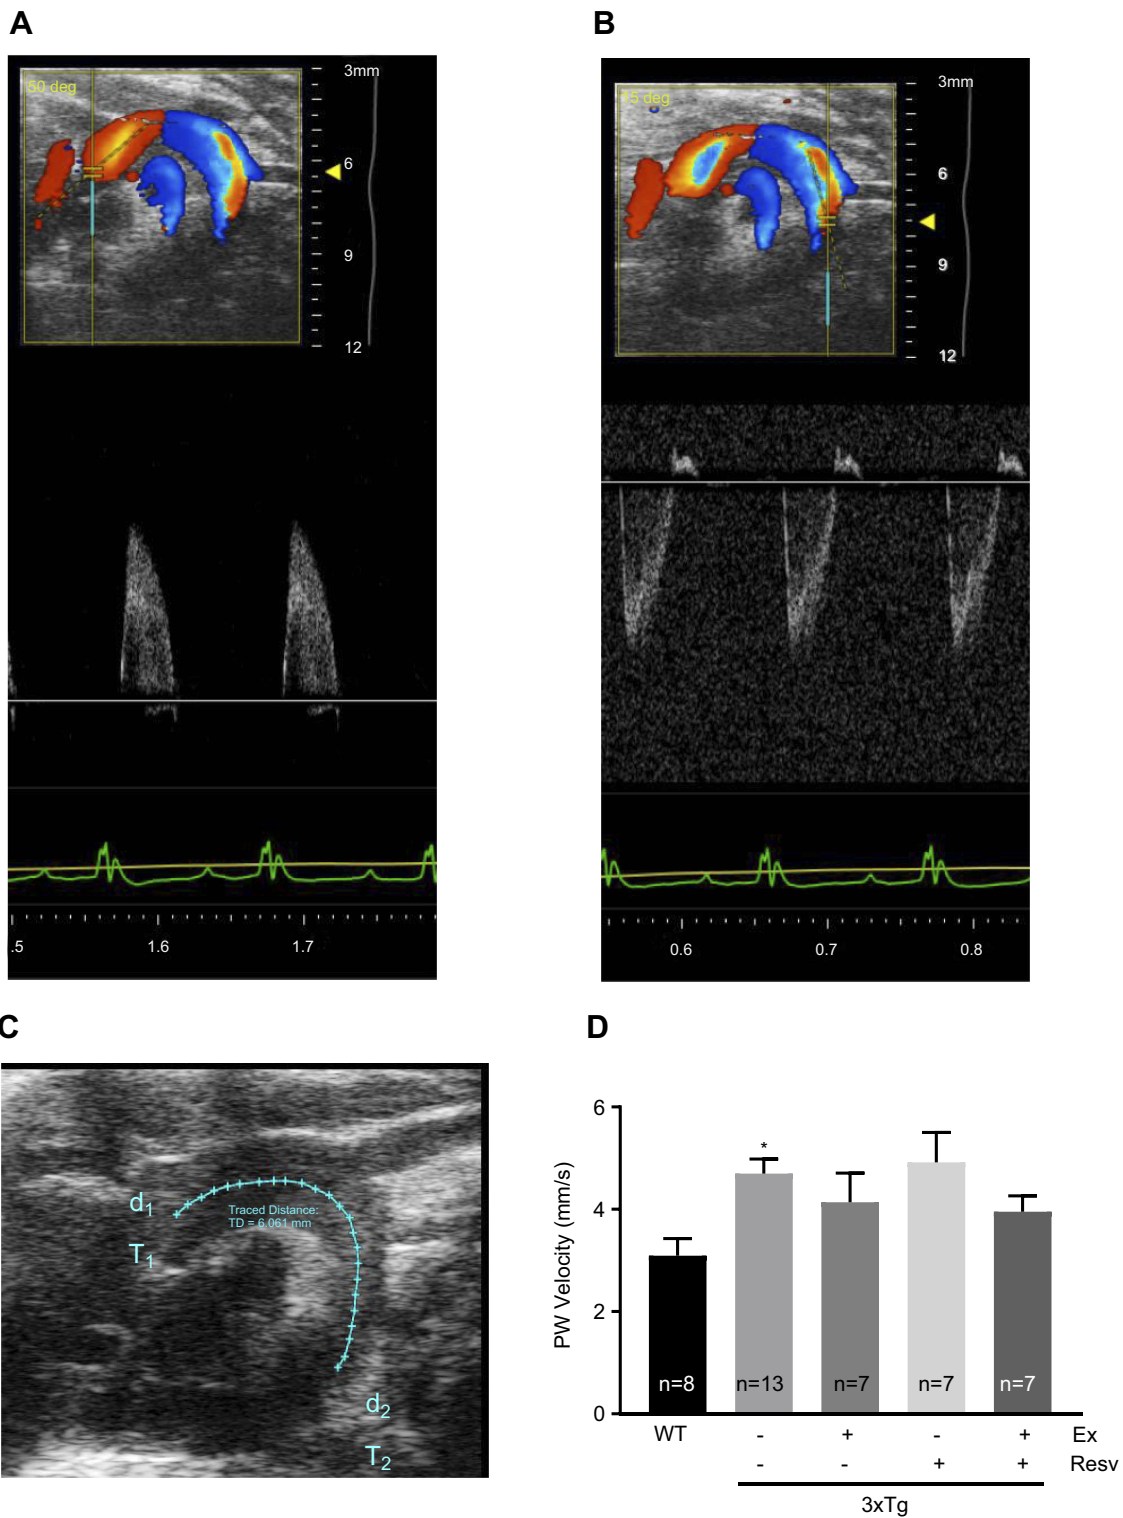 A
50 deg
3mm
6
9
12
.5
1.6
1.7
B
15 deg
3mm
6
9
12
0.6
0.7
0.8
C
d1
T1
Traced Distance:
TD = 6.061 mm
d2
T2
D
PW Velocity (mm/s)
6
4
2
0
*
n=8
n=13
n=7
n=7
n=7
WT
- + - + Ex
- - + + Resv
3xTg